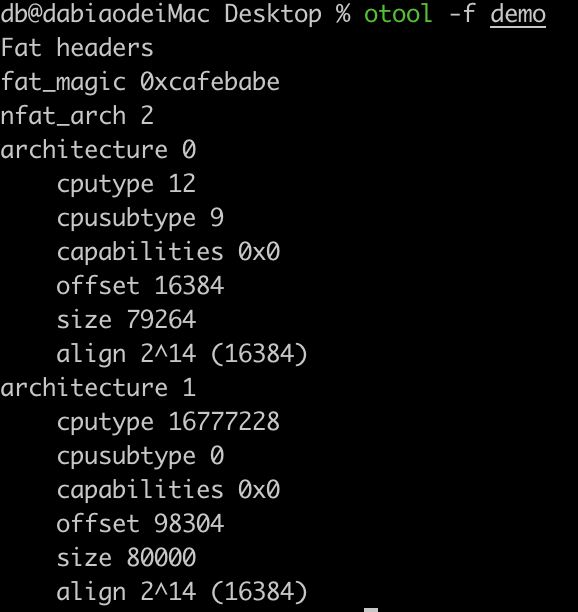 db@dabiaodeiMac Desktop % otool -f demo
Fat headers
fat_magic 0xcafebabe
nfat_arch 2
architecture 0
    cputype 12
    cpusubtype 9
    capabilities 0x0
    offset 16384
    size 79264
    align 2^14 (16384)
architecture 1
    cputype 16777228
    cpusubtype 0
    capabilities 0x0
    offset 98304
    size 80000
    align 2^14 (16384)